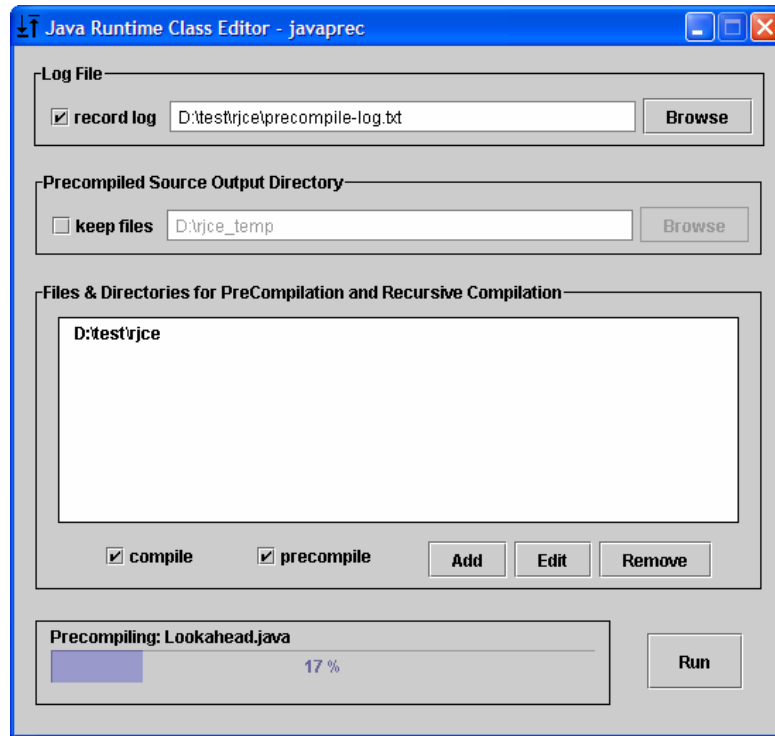 Java Runtime Class Editor - javaprec
Log File
record log D:\test\rjce\precompile-log.txt Browse
Precompiled Source Output Directory
keep files D:\rjce_temp Browse
Files & Directories for PreCompilation and Recursive Compilation
D:\test\rjce
compile precompile Add Edit Remove
Precompiling: Lookahead.java
17 %
Run